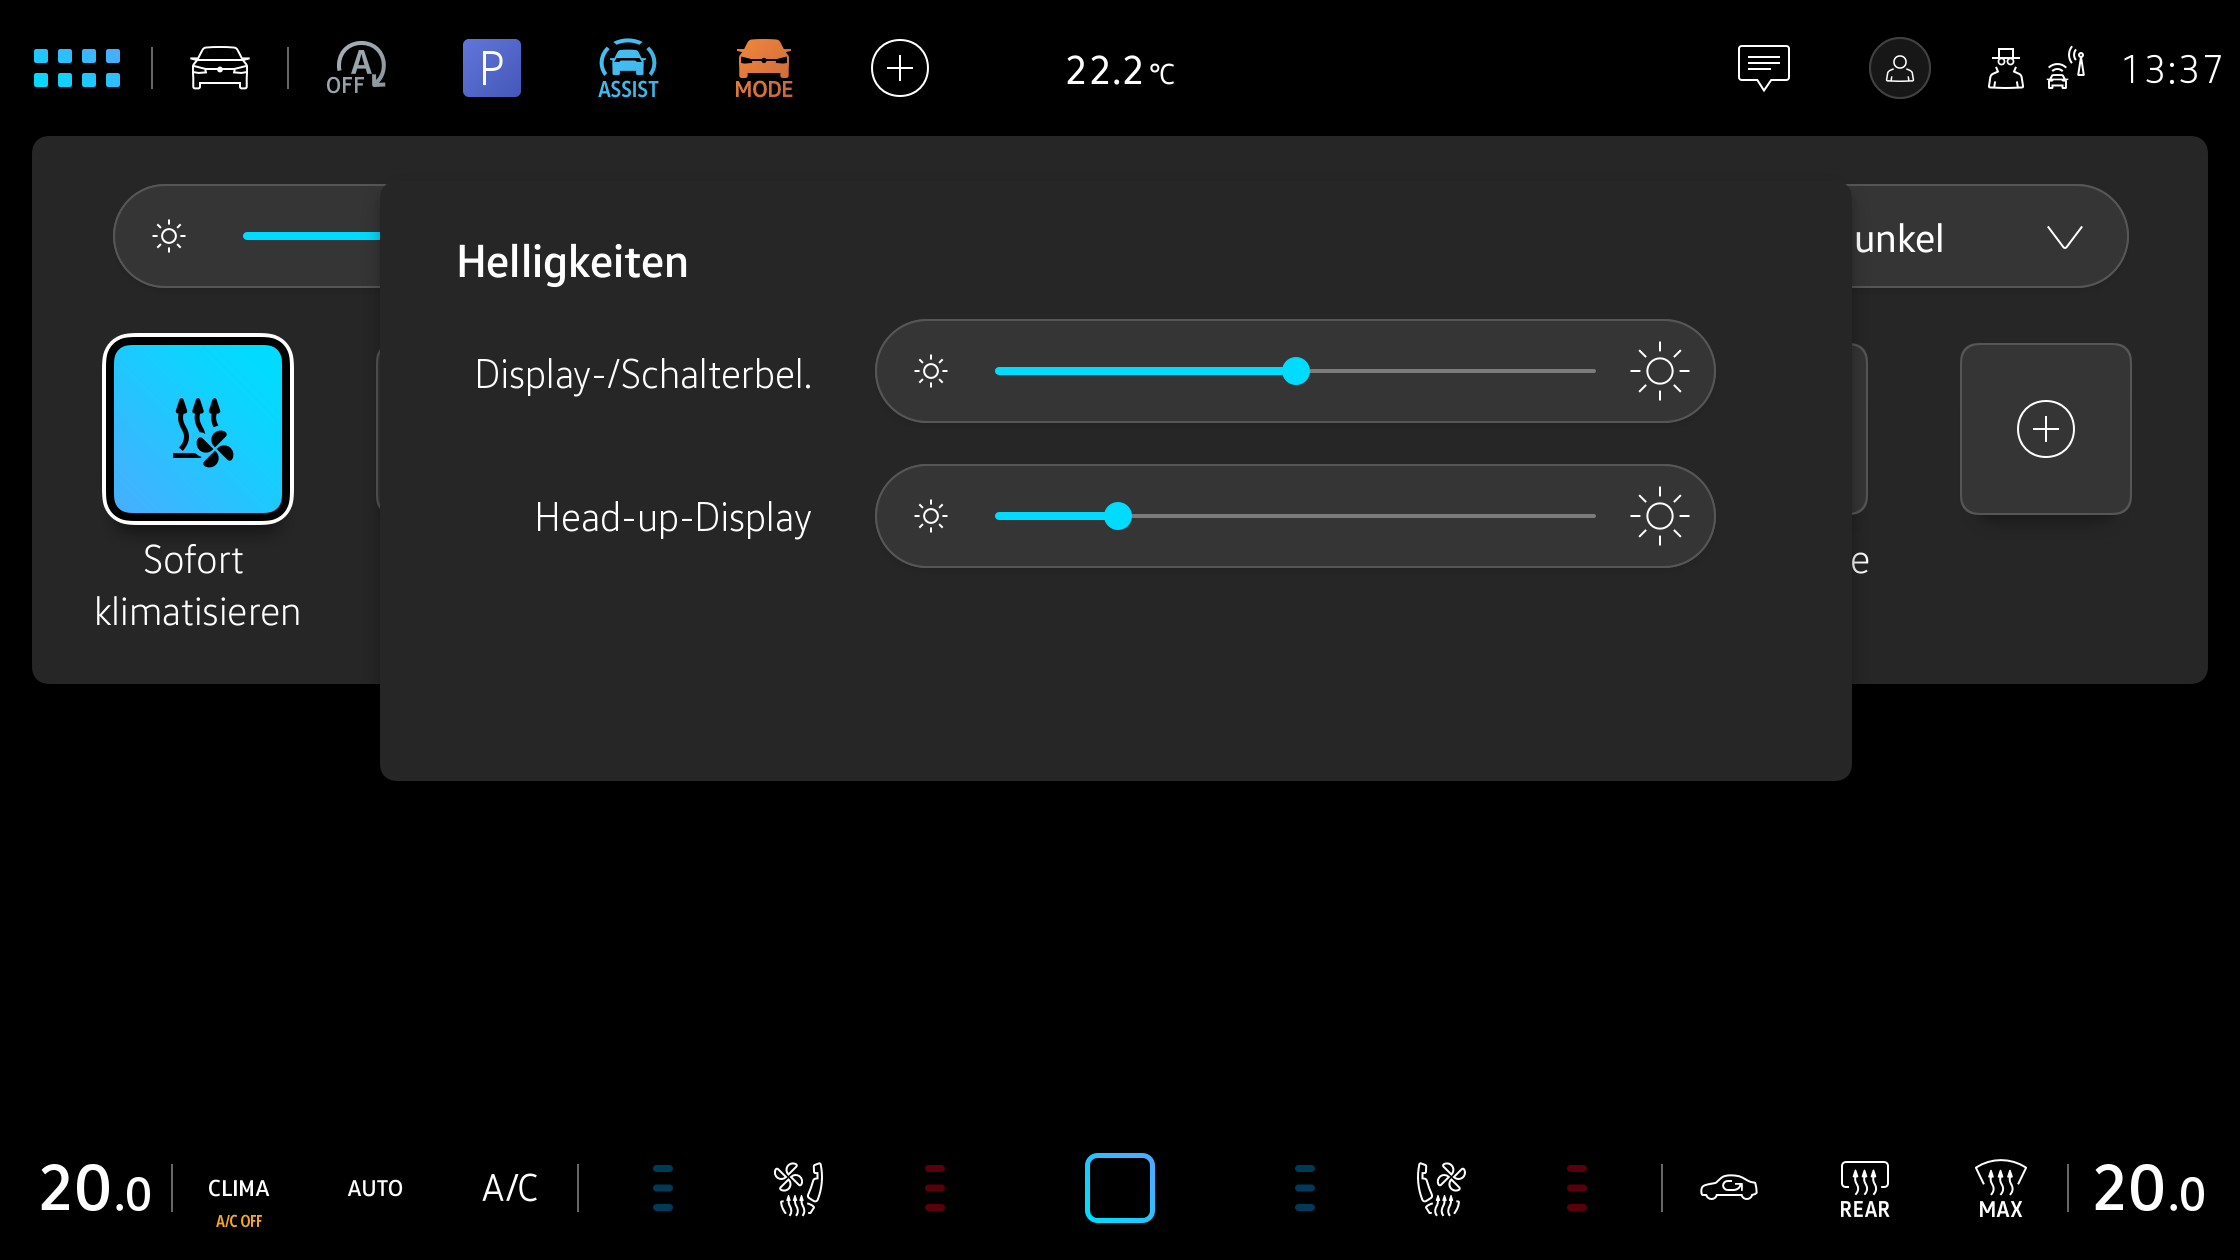 A
OFF
P
ASSIST
MODE
22.2 °C
13:37
unkel
Helligkeiten
Display-/Schalterbel.
Head-up-Display
Sofort
klimatisieren
e
20.0
CLIMA
A/C OFF
AUTO
A/C
REAR
MAX
20.0